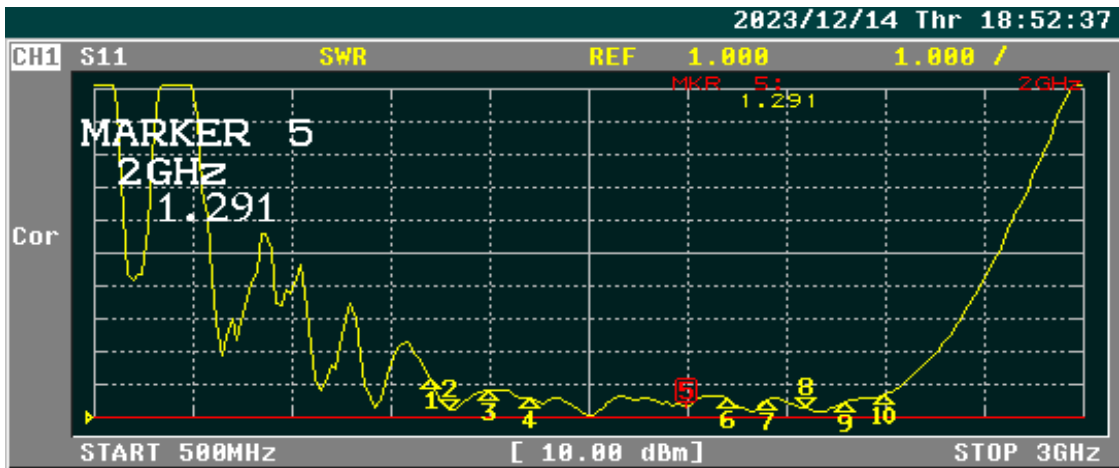 2023/12/14 Thr 18:52:37
CH1 S11 SWR REF 1.000 1.000 /
MKR 5: 2GHz
1.291
MARKER 5
2GHz
1.291
Cor
1 2 3 4 5 6 7 8 9 10
START 500MHz [ 10.00 dBm] STOP 3GHz